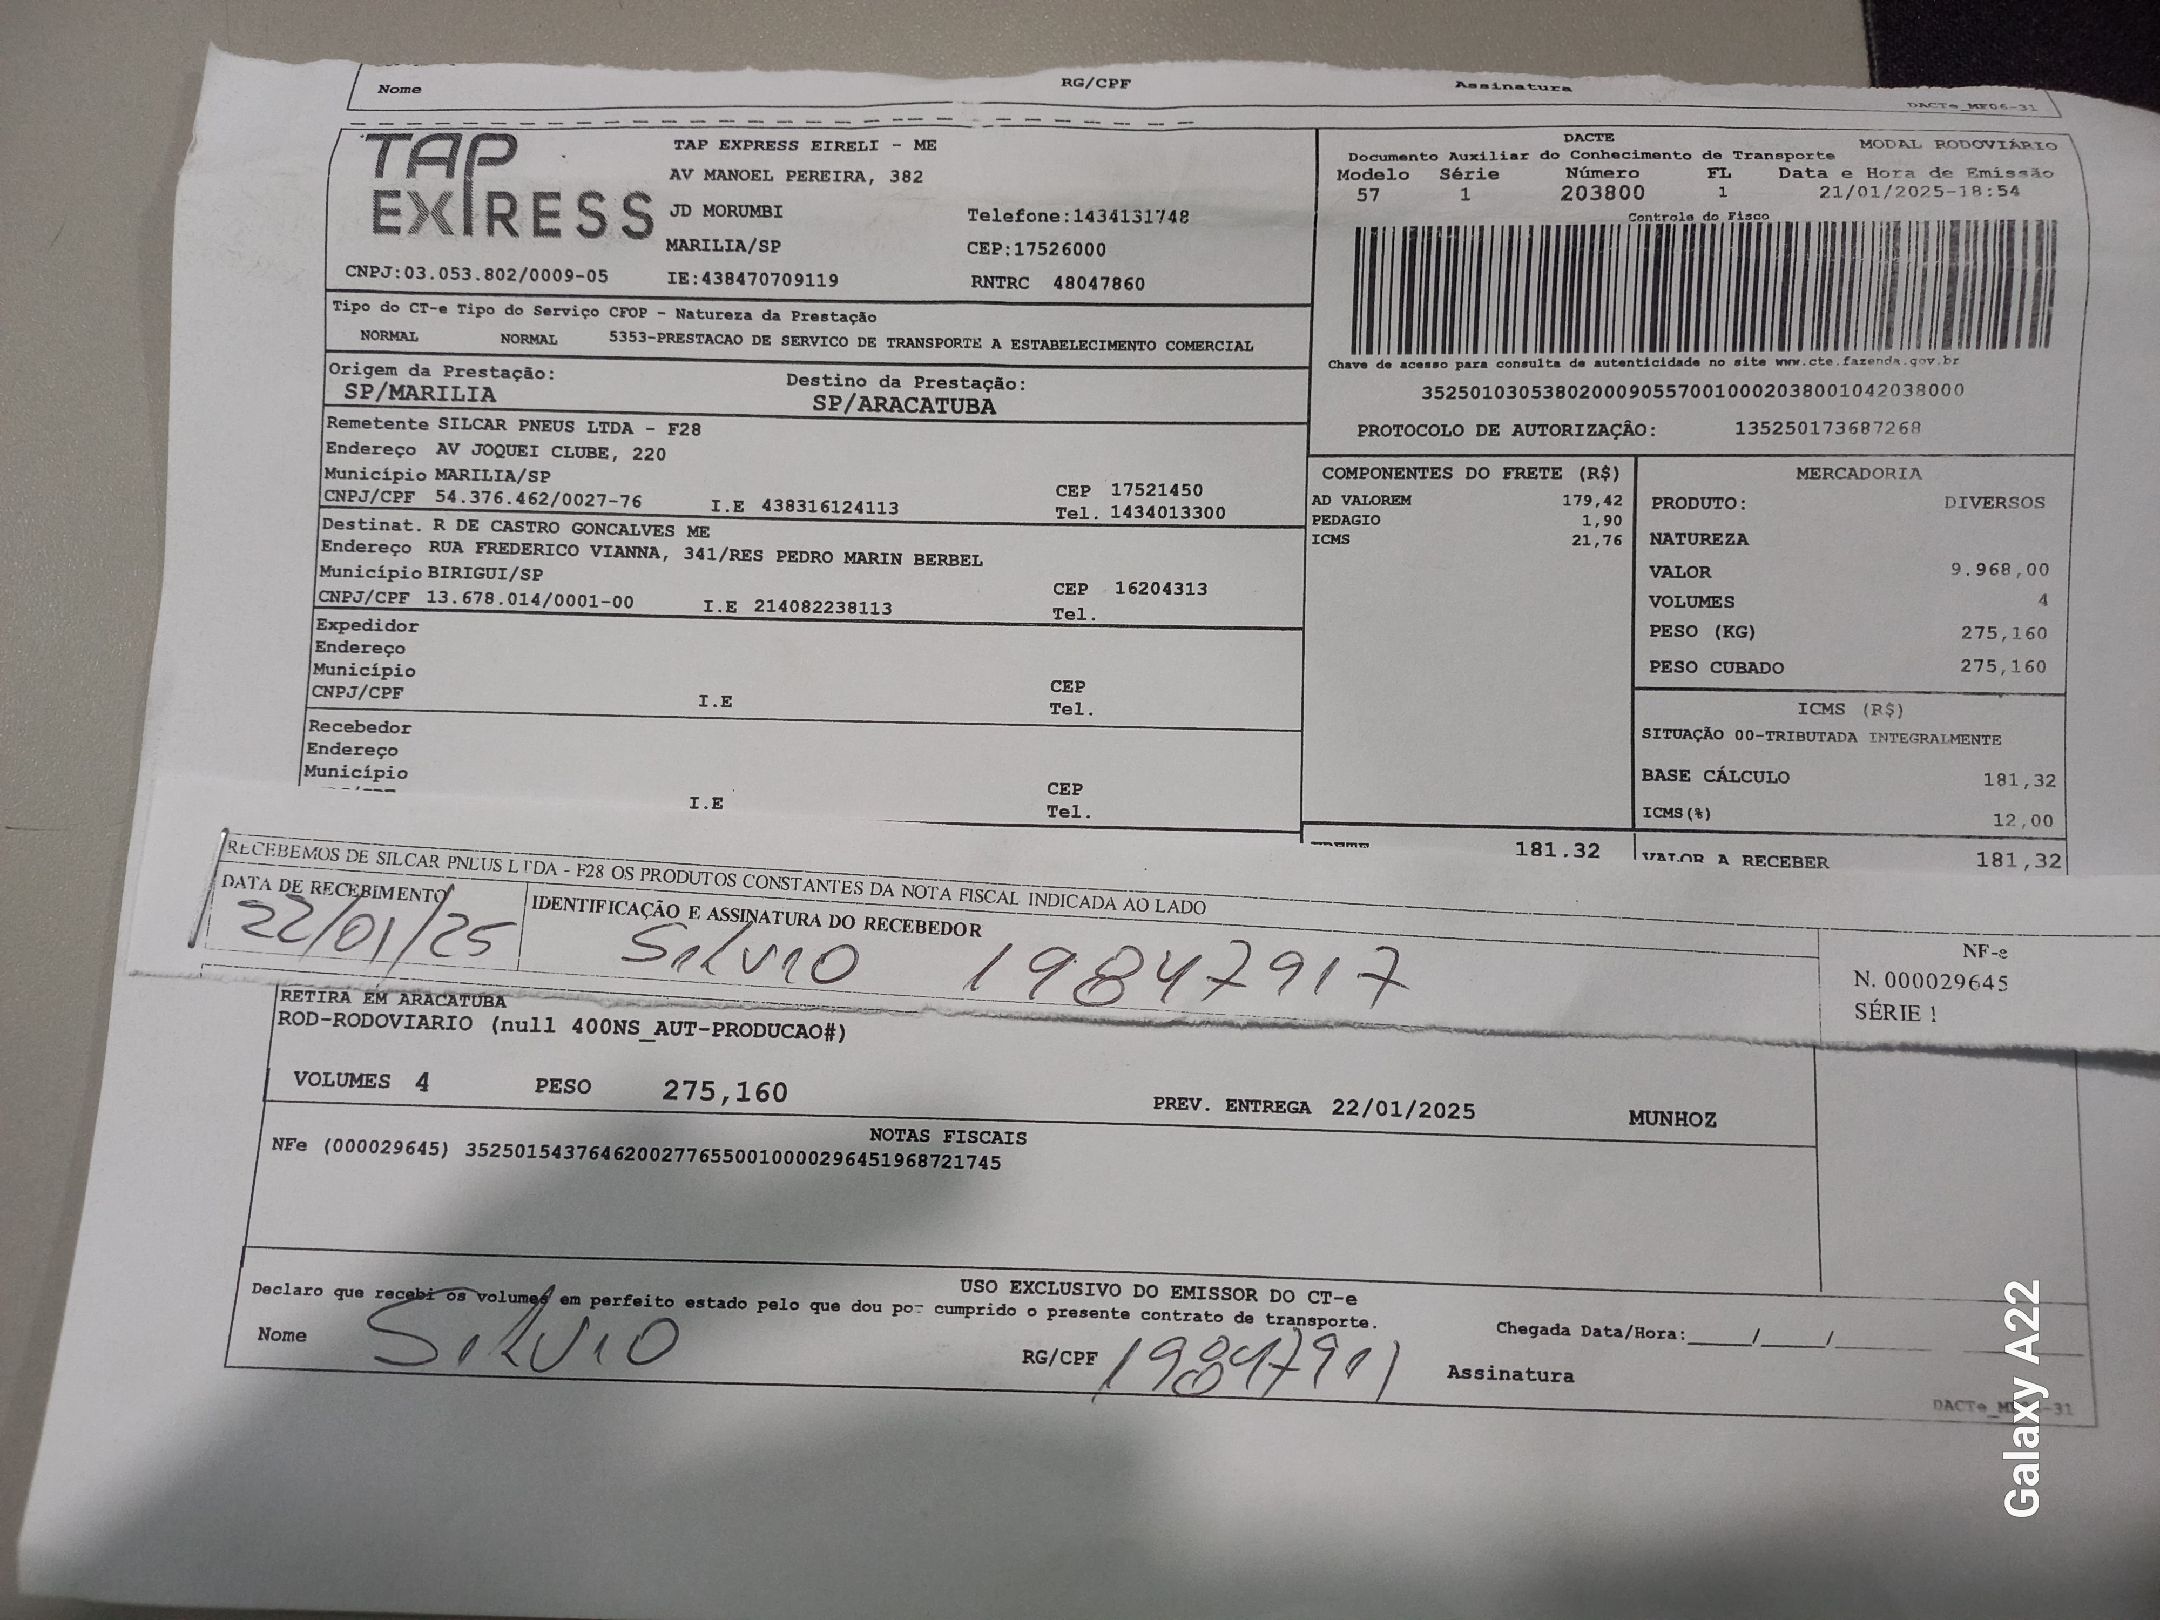 Nome RG/CPF Assinatura
DACTe_MF06-31
TAP EXPRESS
TAP EXPRESS EIRELI - ME
AV MANOEL PEREIRA, 382
JD MORUMBI Telefone:1434131748
MARILIA/SP CEP:17526000
CNPJ:03.053.802/0009-05 IE:438470709119 RNTRC 48047860
DACTE MODAL RODOVIÁRIO
Documento Auxiliar do Conhecimento de Transporte
Modelo Série Número FL Data e Hora de Emissão
57 1 203800 1 21/01/2025-18:54
Controle do Fisco
Chave de acesso para consulta de autenticidade no site www.cte.fazenda.gov.br
35250103053802000905570010002038001042038000
PROTOCOLO DE AUTORIZAÇÃO: 135250173687268
Tipo do CT-e Tipo do Serviço CFOP - Natureza da Prestação
NORMAL NORMAL 5353-PRESTACAO DE SERVICO DE TRANSPORTE A ESTABELECIMENTO COMERCIAL
Origem da Prestação: Destino da Prestação:
SP/MARILIA SP/ARACATUBA
Remetente SILCAR PNEUS LTDA - F28
Endereço AV JOQUEI CLUBE, 220
Município MARILIA/SP CEP 17521450
CNPJ/CPF 54.376.462/0027-76 I.E 438316124113 Tel. 1434013300
Destinat. R DE CASTRO GONCALVES ME
Endereço RUA FREDERICO VIANNA, 341/RES PEDRO MARIN BERBEL
Município BIRIGUI/SP CEP 16204313
CNPJ/CPF 13.678.014/0001-00 I.E 214082238113 Tel.
Expedidor
Endereço
Município CEP
CNPJ/CPF I.E Tel.
Recebedor
Endereço
Município CEP
I.E Tel.
COMPONENTES DO FRETE (R$)
AD VALOREM 179,42
PEDAGIO 1,90
ICMS 21,76
181.32
MERCADORIA
PRODUTO: DIVERSOS
NATUREZA
VALOR 9.968,00
VOLUMES 4
PESO (KG) 275,160
PESO CUBADO 275,160
ICMS (R$)
SITUAÇÃO 00-TRIBUTADA INTEGRALMENTE
BASE CÁLCULO 181,32
ICMS(%) 12,00
VALOR A RECEBER 181,32
RECEBEMOS DE SILCAR PNEUS LTDA - F28 OS PRODUTOS CONSTANTES DA NOTA FISCAL INDICADA AO LADO
DATA DE RECEBIMENTO IDENTIFICAÇÃO E ASSINATURA DO RECEBEDOR
22/01/25 Silvio 19847917
NF-e
N. 000029645
SÉRIE 1
RETIRA EM ARACATUBA
ROD-RODOVIARIO (null 400NS_AUT-PRODUCAO#)
VOLUMES 4 PESO 275,160 PREV. ENTREGA 22/01/2025 MUNHOZ
NOTAS FISCAIS
NFe (000029645) 35250154376462002776550010000296451968721745
USO EXCLUSIVO DO EMISSOR DO CT-e
Declaro que recebi os volumes em perfeito estado pelo que dou por cumprido o presente contrato de transporte.
Chegada Data/Hora:_____/_____/
Nome Silvio RG/CPF Assinatura
Galaxy A22